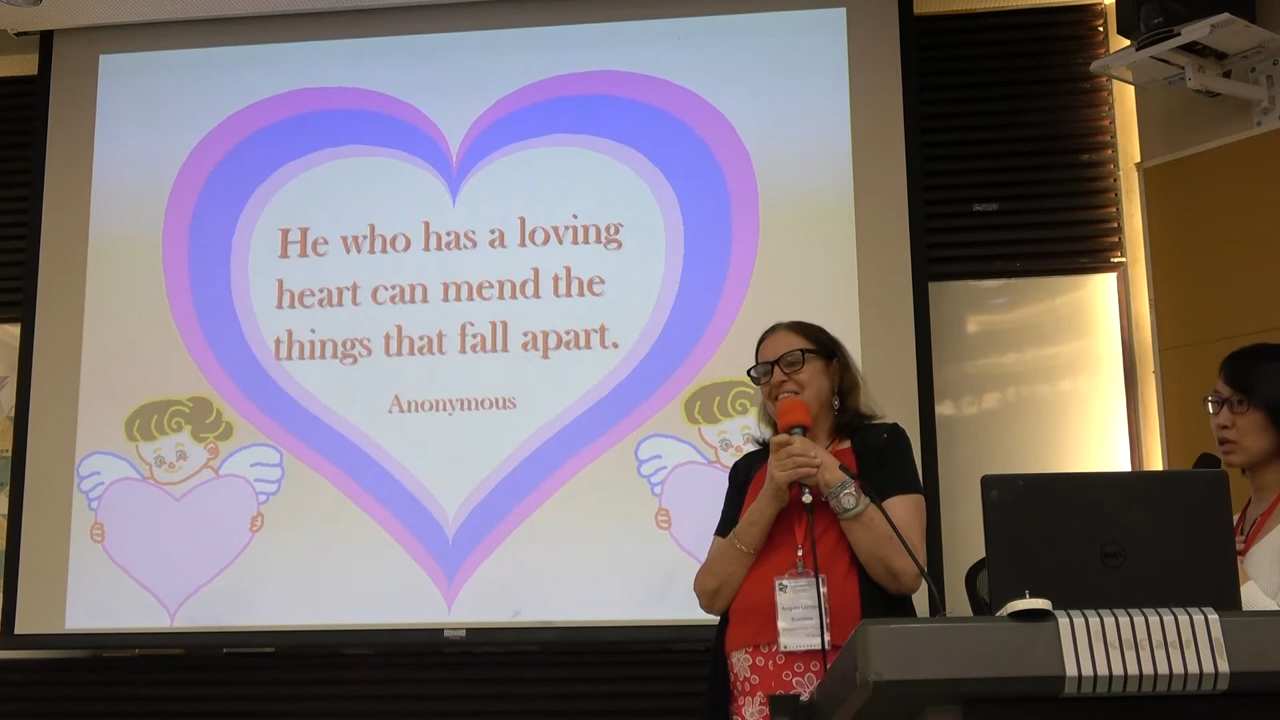 He who has a loving
heart can mend the
things that fall apart.
Anonymous
DELL